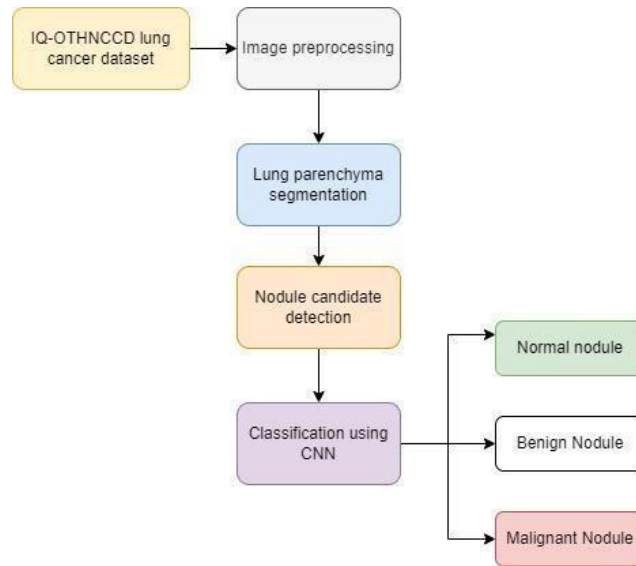 IQ-OTHNCCD lung
cancer dataset
Image preprocessing
Lung parenchyma
segmentation
Nodule candidate
detection
Classification using
CNN
Normal nodule
Benign Nodule
Malignant Nodule